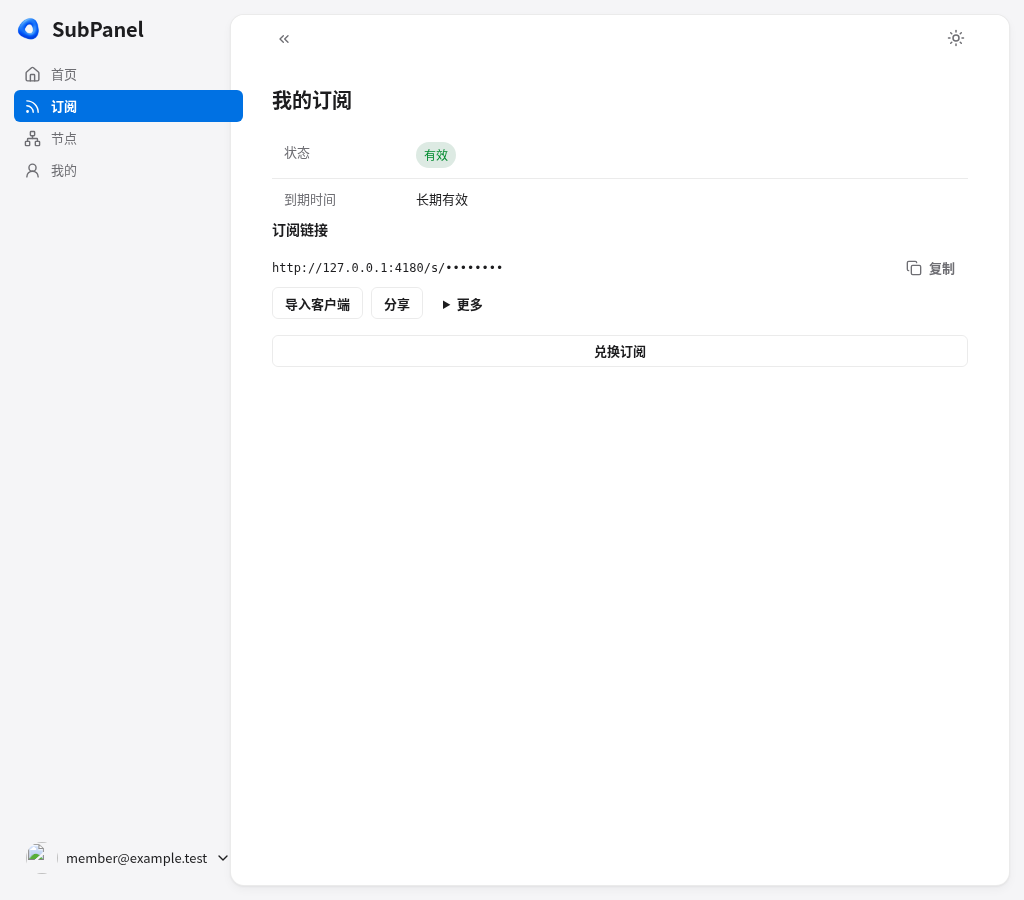 SubPanel
首页
订阅
节点
我的
member@example.test
我的订阅
状态 有效
到期时间 长期有效
订阅链接
http://127.0.0.1:4180/s/•••••••• 复制
导入客户端 分享 更多
兑换订阅